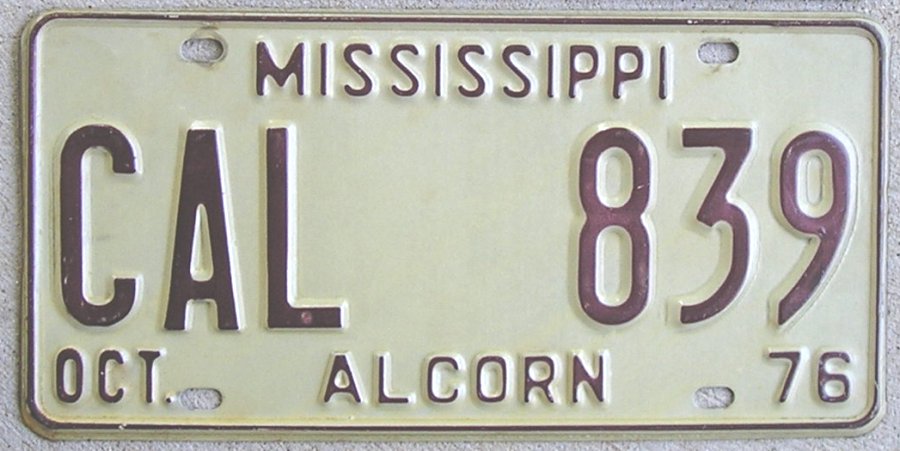 MISSISSIPPI
CAL 839
OCT. ALCORN 76